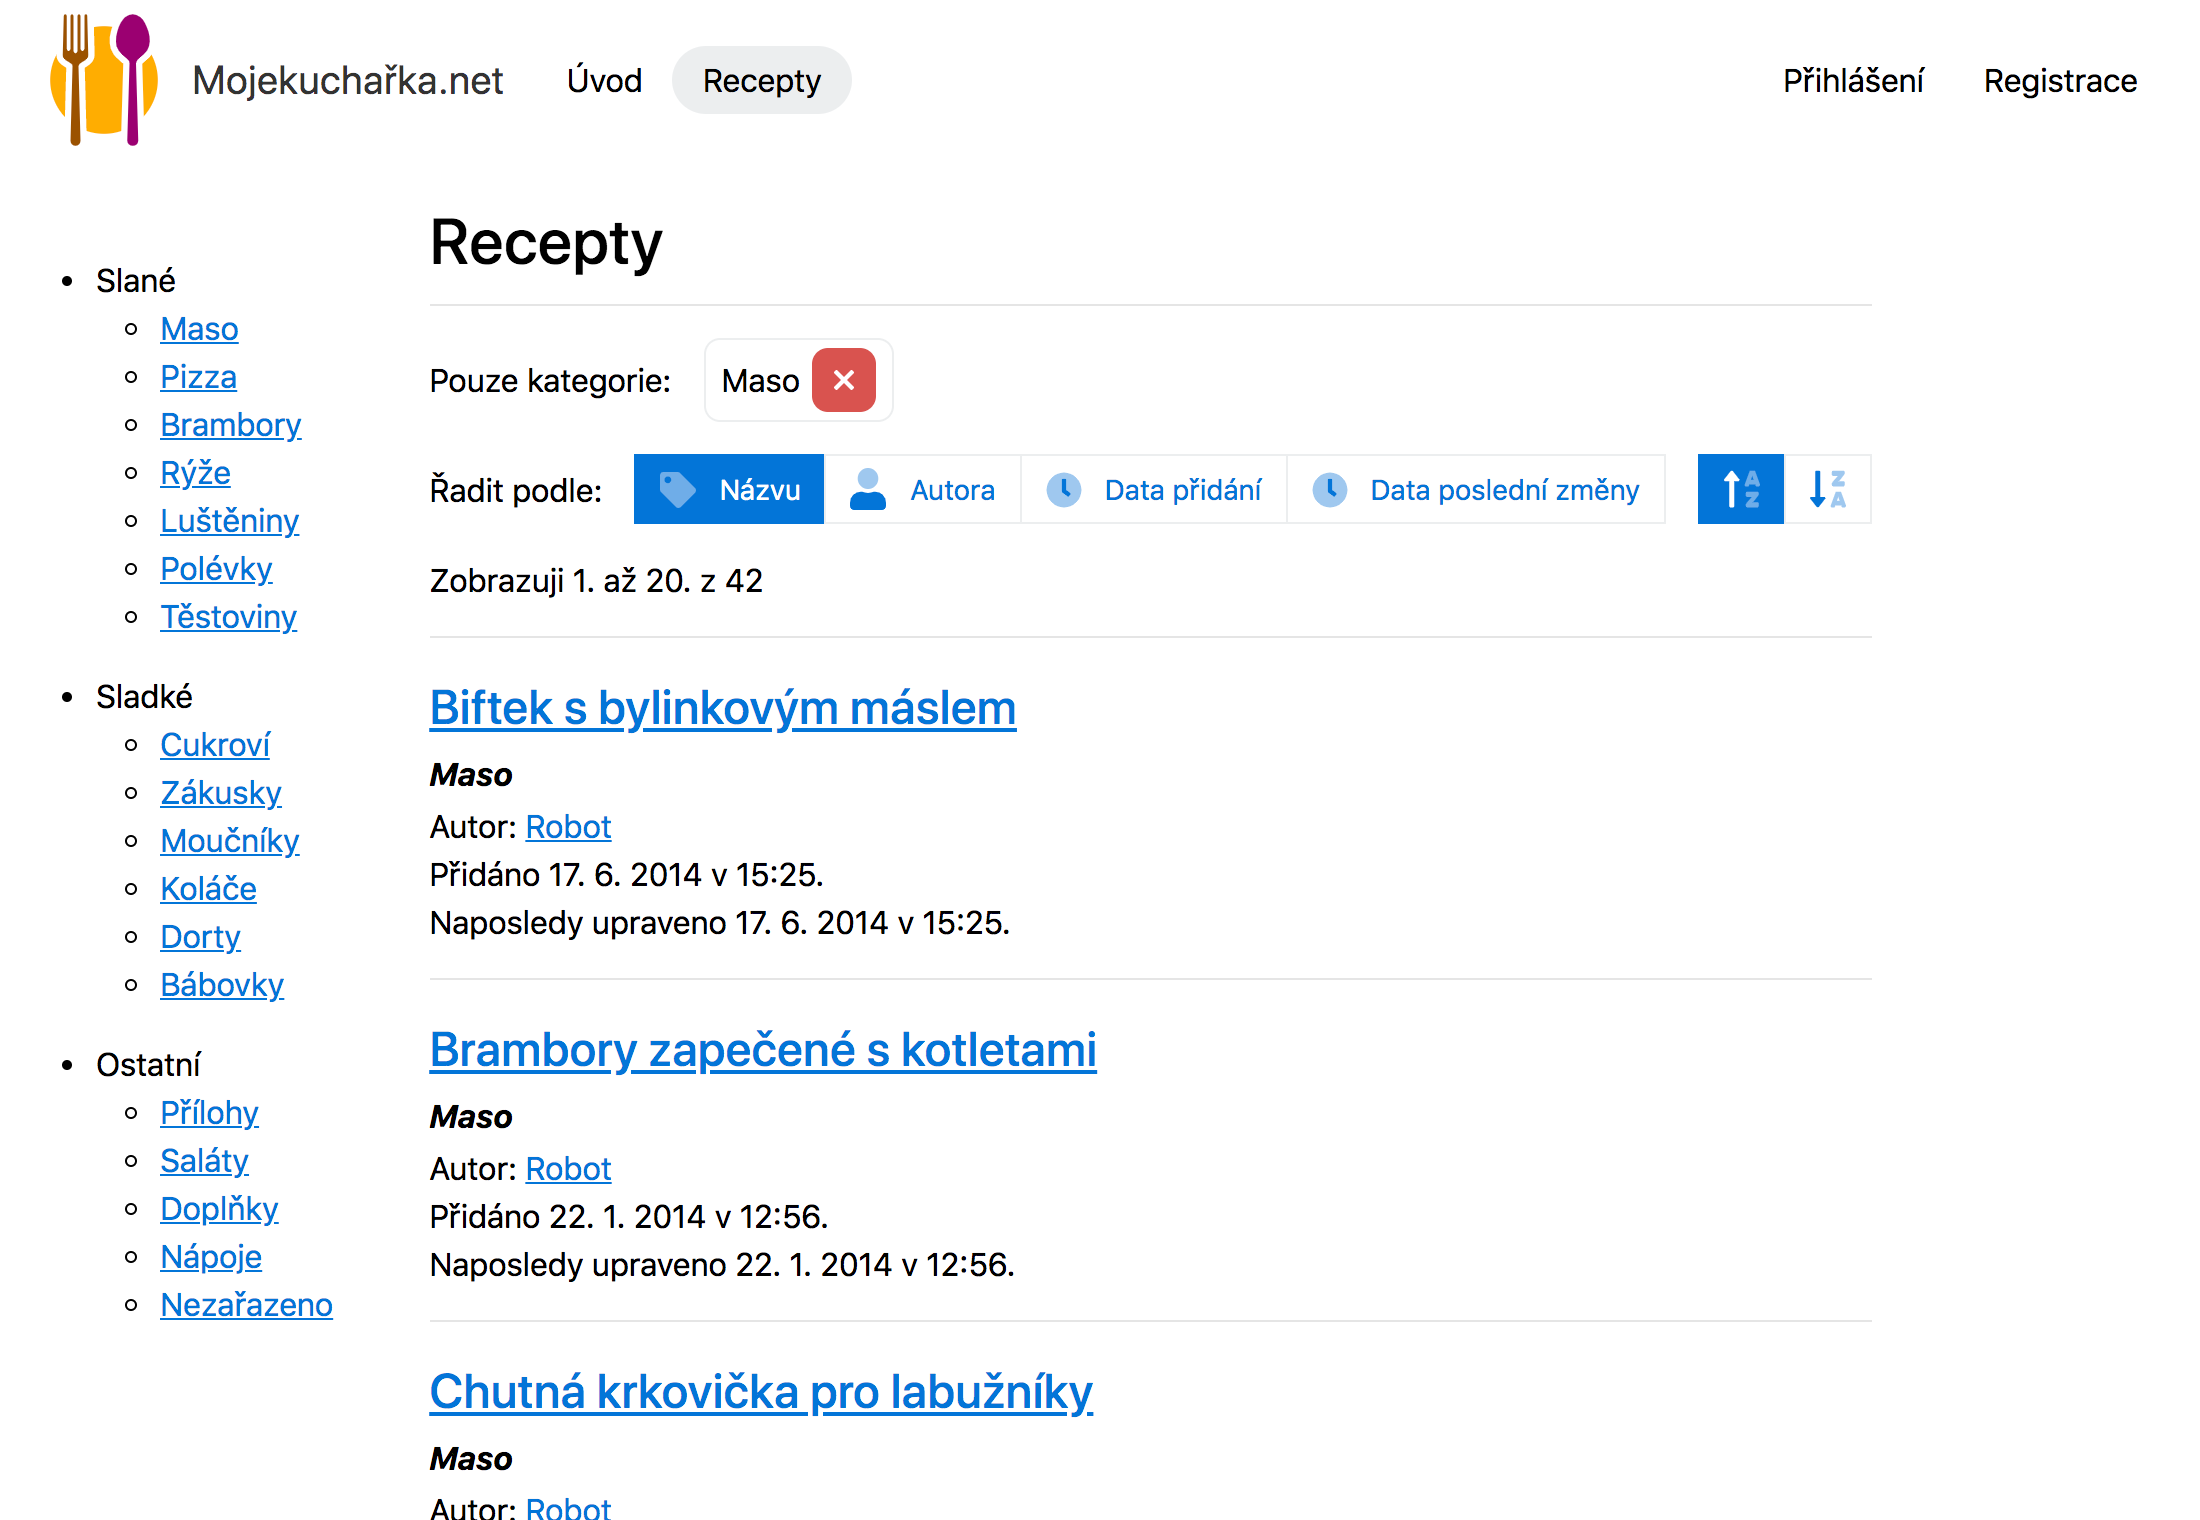 Mojekuchařka.net Úvod Recepty Přihlášení Registrace
Slané
Maso
Pizza
Brambory
Rýže
Luštěniny
Polévky
Těstoviny
Sladké
Cukroví
Zákusky
Moučníky
Koláče
Dorty
Bábovky
Ostatní
Přílohy
Saláty
Doplňky
Nápoje
Nezařazeno
Recepty
Pouze kategorie: Maso
Řadit podle: Názvu Autora Data přidání Data poslední změny A Z Z A
Zobrazuji 1. až 20. z 42
Biftek s bylinkovým máslem
Maso
Autor: Robot
Přidáno 17. 6. 2014 v 15:25.
Naposledy upraveno 17. 6. 2014 v 15:25.
Brambory zapečené s kotletami
Maso
Autor: Robot
Přidáno 22. 1. 2014 v 12:56.
Naposledy upraveno 22. 1. 2014 v 12:56.
Chutná krkovička pro labužníky
Maso
Autor: Robot